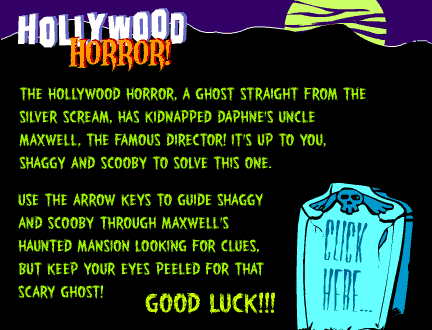 HOLLYWOOD
HORROR!
THE HOLLYWOOD HORROR, A GHOST STRAIGHT FROM THE
SILVER SCREAM, HAS KIDNAPPED DAPHNE'S UNCLE
MAXWELL, THE FAMOUS DIRECTOR! IT'S UP TO YOU,
SHAGGY AND SCOOBY TO SOLVE THIS ONE.
USE THE ARROW KEYS TO GUIDE SHAGGY
AND SCOOBY THROUGH MAXWELL'S
HAUNTED MANSION LOOKING FOR CLUES,
BUT KEEP YOUR EYES PEELED FOR THAT
SCARY GHOST!
GOOD LUCK!!!
CLICK
HERE...